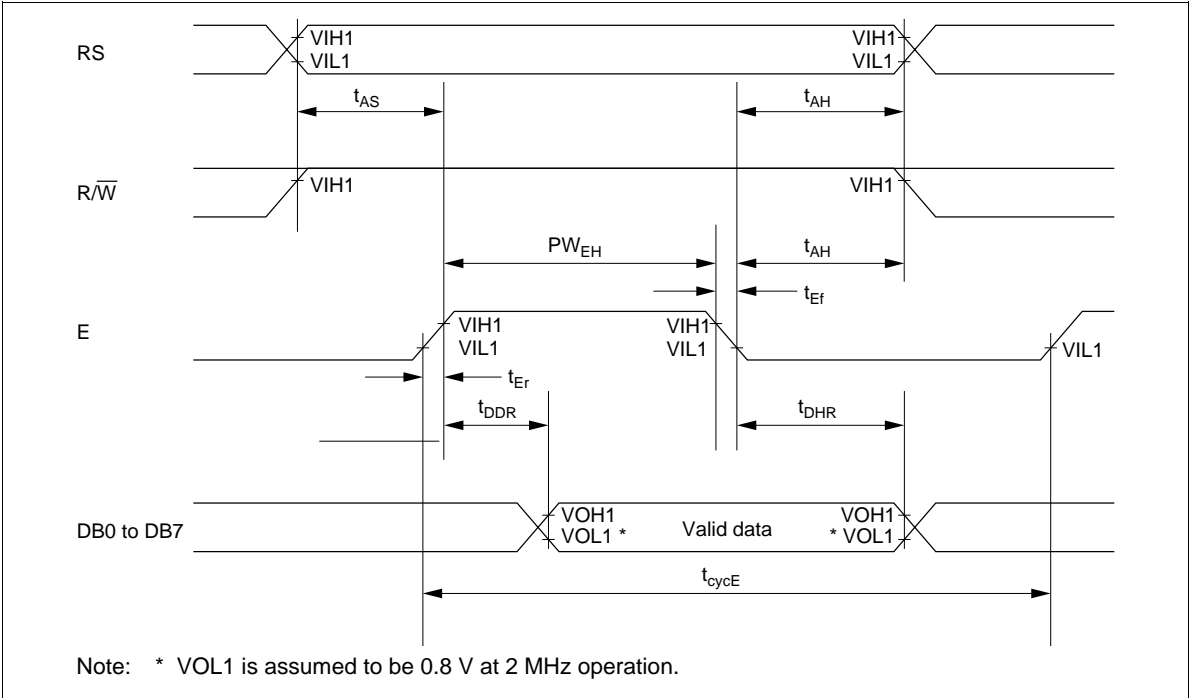 RS
VIH1
VIL1
VIH1
VIL1
tAS
tAH
R/W̅
VIH1
VIH1
PWEH
tAH
tEf
E
VIH1
VIL1
VIH1
VIL1
VIL1
tEr
tDDR
tDHR
DB0 to DB7
VOH1
VOL1 *
Valid data
VOH1
* VOL1
tcycE
Note: * VOL1 is assumed to be 0.8 V at 2 MHz operation.